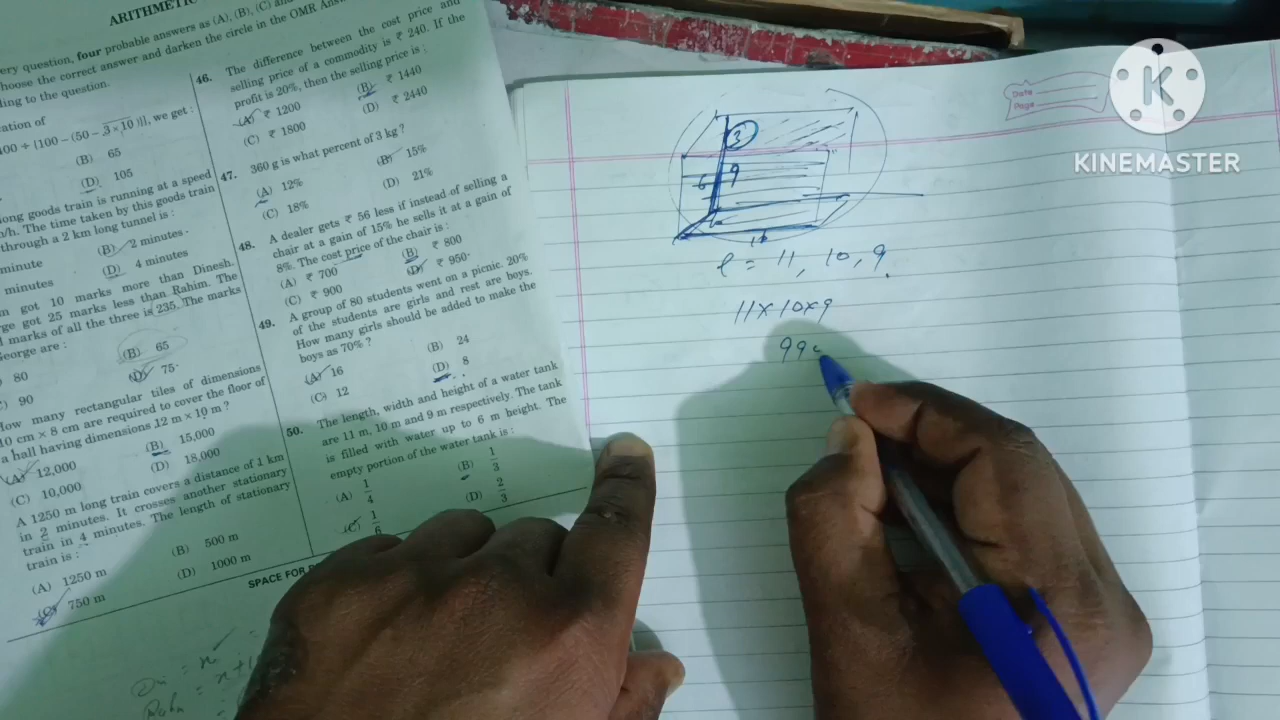 ARITHMETIC
ery question, four probable answers as (A), (B), (C) and
hoose the correct answer and darken the circle in the OMR Ans
ding to the question.
cation of
400 ÷ {100 – (50 – 3 × 10)}], we get :
(B) 65
(D) 105
long goods train is running at a speed
/h. The time taken by this goods train
through a 2 km long tunnel is :
minute
(B) 2 minutes
minutes
(D) 4 minutes
m got 10 marks more than Dinesh.
rge got 25 marks less than Rahim. The
marks of all the three is 235. The marks
George are :
80
(B) 65
90
75
How many rectangular tiles of dimensions
10 cm × 8 cm are required to cover the floor of
a hall having dimensions 12 m × 10 m ?
(A) 12,000
(B) 15,000
(C) 10,000
(D) 18,000
A 1250 m long train covers a distance of 1 km
in 2 minutes. It crosses another stationary
train in 4 minutes. The length of stationary
train is :
(A) 1250 m
(B) 500 m
(C) 750 m
(D) 1000 m
46. The difference between the cost price and
selling price of a commodity is ₹ 240. If the
profit is 20%, then the selling price is :
(A) ₹ 1200
(B) ₹ 1440
(C) ₹ 1800
(D) ₹ 2440
47. 360 g is what percent of 3 kg ?
(A) 12%
(B) 15%
(C) 18%
(D) 21%
48. A dealer gets ₹ 56 less if instead of selling a
chair at a gain of 15% he sells it at a gain of
8%. The cost price of the chair is :
(A) ₹ 700
(B) ₹ 800
(C) ₹ 900
(D) ₹ 950
49. A group of 80 students went on a picnic. 20%
of the students are girls and rest are boys.
How many girls should be added to make the
boys as 70% ?
(A) 16
(B) 24
(C) 12
(D) 8
50. The length, width and height of a water tank
are 11 m, 10 m and 9 m respectively. The tank
is filled with water up to 6 m height. The
empty portion of the water tank is :
(A) 1/4
(B) 1/3
(C) 1/6
(D) 2/3
SPACE FOR
Date
Page
K
KINEMASTER
3
9
6
l = 11, 10, 9.
11 × 10 × 9
99